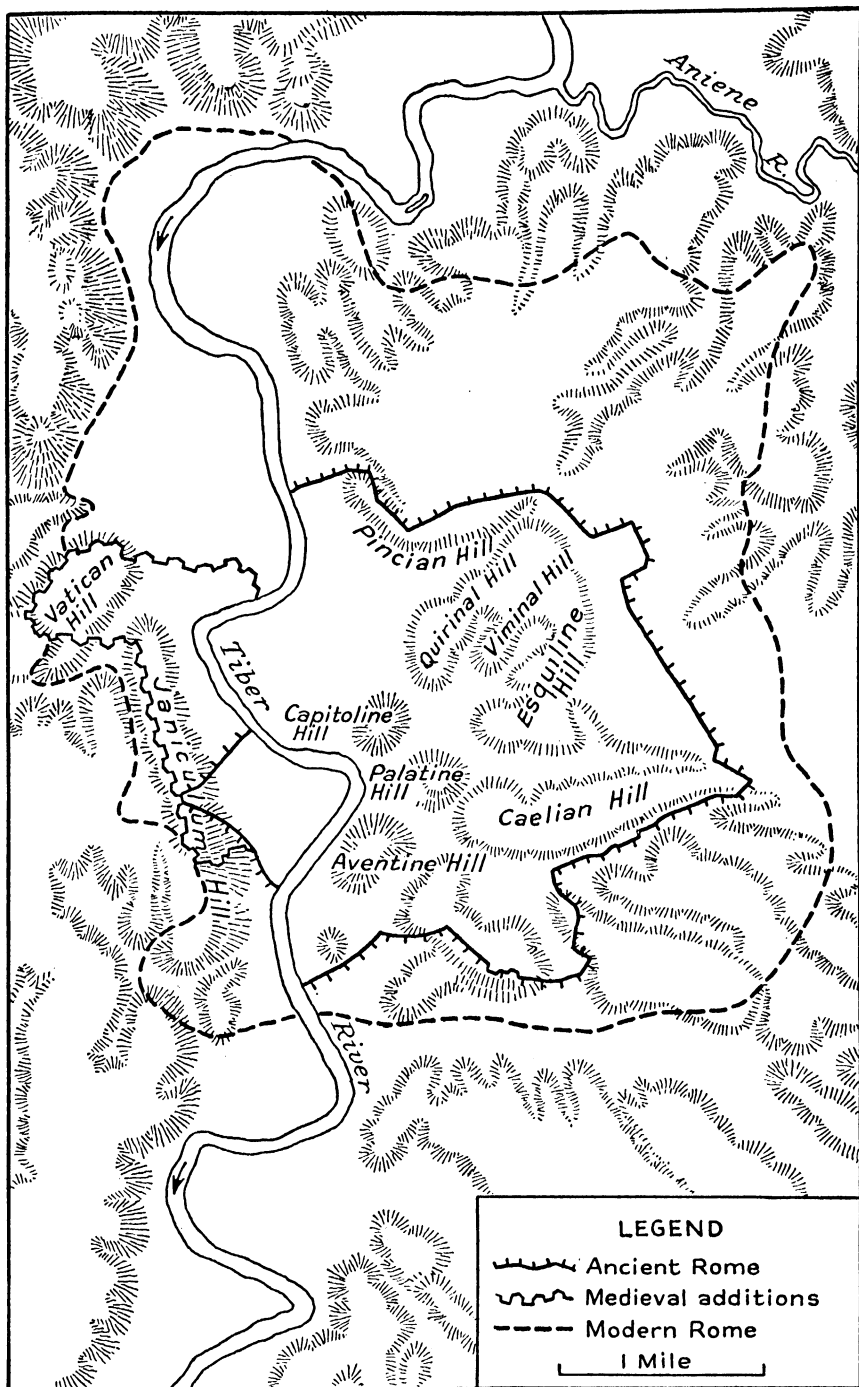 Aniene
R.
Pincian Hill
Quirinal Hill
Viminal Hill
Esquiline
Hill
Vatican
Hill
Tiber
Janiculum Hill
Capitoline
Hill
Palatine
Hill
Caelian Hill
Aventine Hill
River
LEGEND
Ancient Rome
Medieval additions
Modern Rome
1 Mile